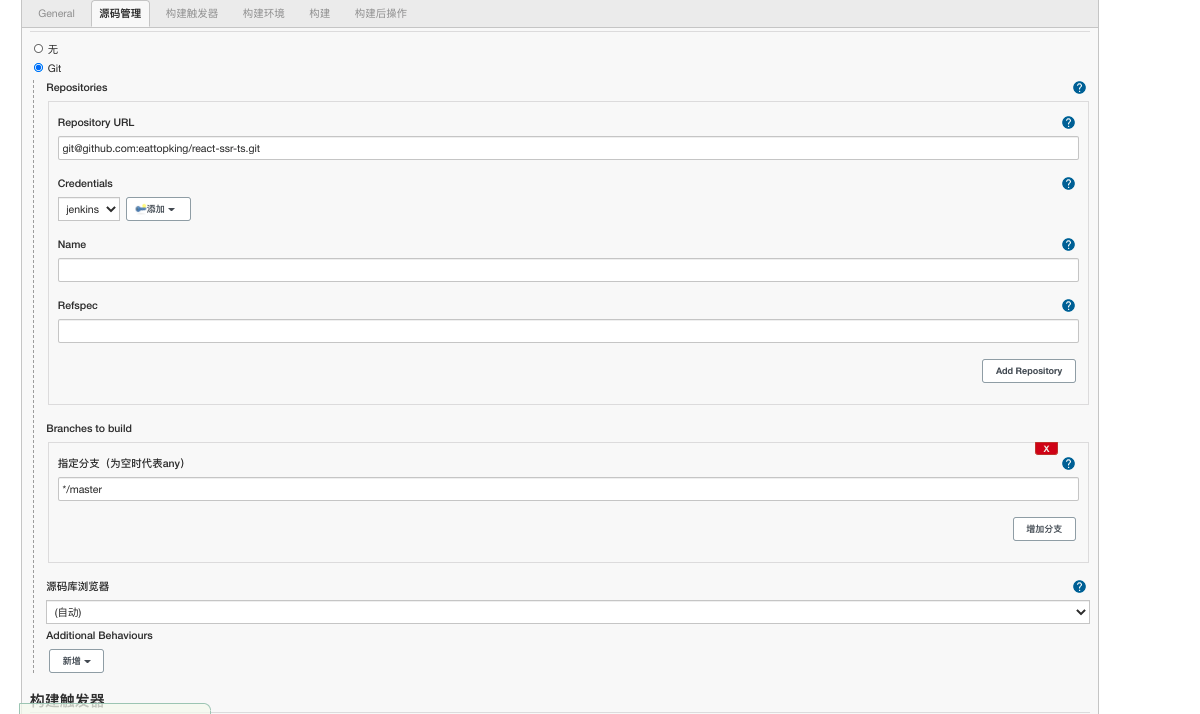 General 源码管理 构建触发器 构建环境 构建 构建后操作
无
Git
Repositories
Repository URL
git@github.com:eattopking/react-ssr-ts.git
Credentials
jenkins 添加
Name
Refspec
Add Repository
Branches to build
X
指定分支（为空时代表any）
*/master
增加分支
源码库浏览器
(自动)
Additional Behaviours
新增
构建触发器